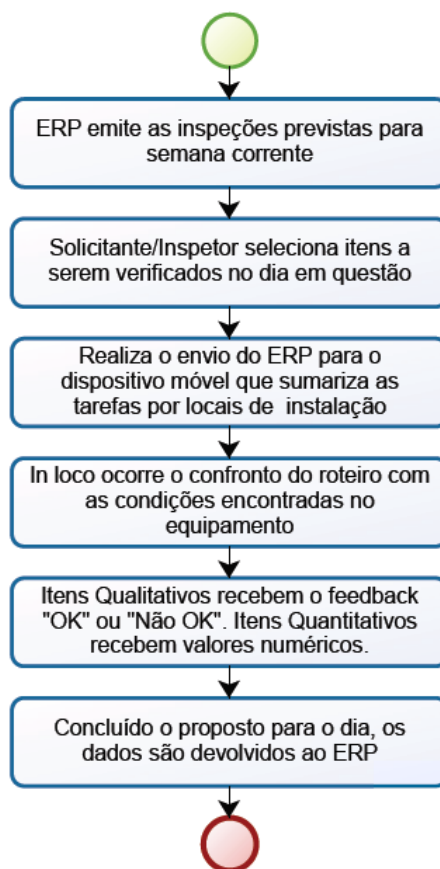 ERP emite as inspeções previstas para
semana corrente
Solicitante/Inspetor seleciona itens a
serem verificados no dia em questão
Realiza o envio do ERP para o
dispositivo móvel que sumariza as
tarefas por locais de instalação
In loco ocorre o confronto do roteiro com
as condições encontradas no
equipamento
Itens Qualitativos recebem o feedback
"OK" ou "Não OK". Itens Quantitativos
recebem valores numéricos.
Concluído o proposto para o dia, os
dados são devolvidos ao ERP